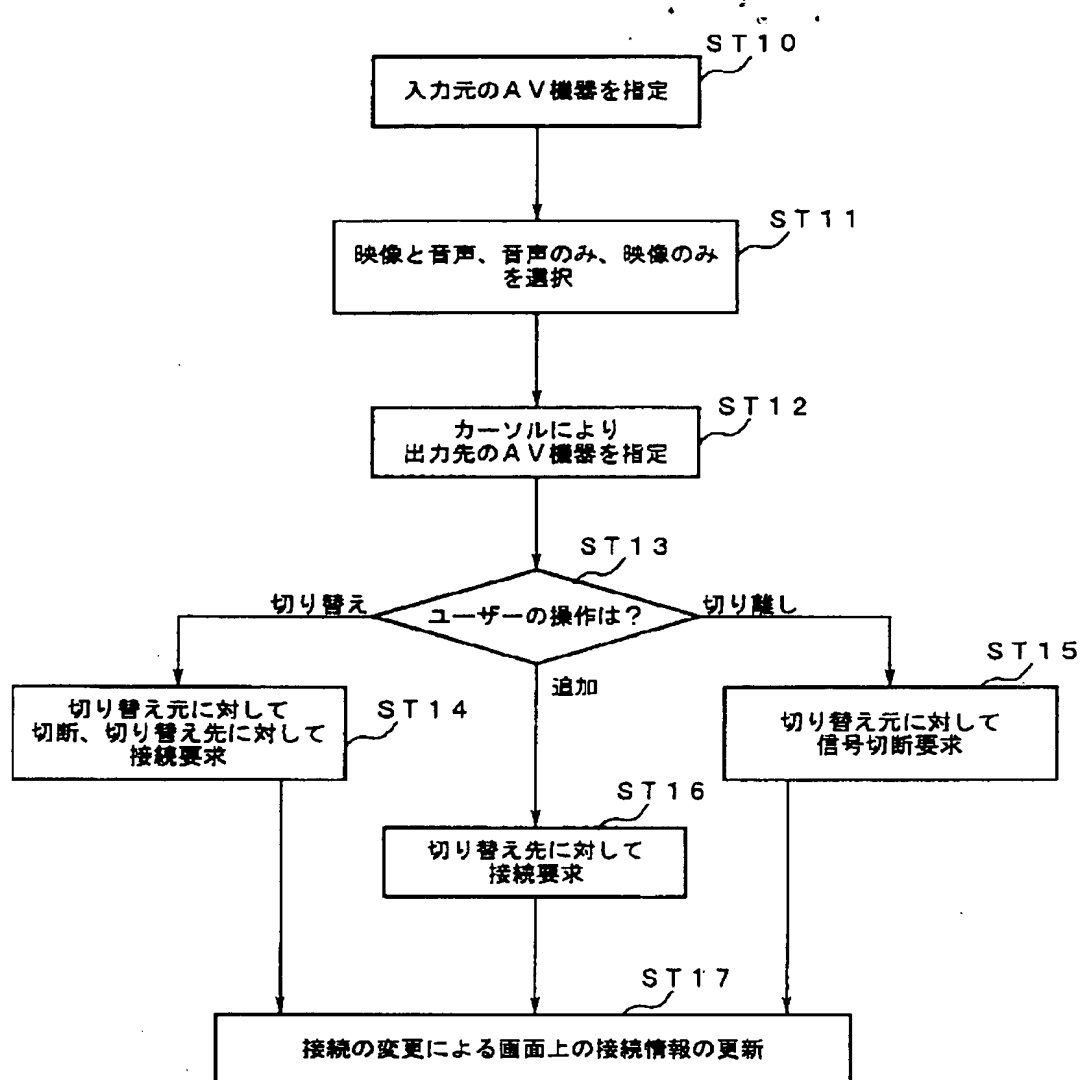 ST10
入力元のAV機器を指定
ST11
映像と音声、音声のみ、映像のみ
を選択
ST12
カーソルにより
出力先のAV機器を指定
ST13
ユーザーの操作は?
切り替え
切り離し
追加
ST14
切り替え元に対して
切断、切り替え先に対して
接続要求
ST15
切り替え元に対して
信号切断要求
ST16
切り替え先に対して
接続要求
ST17
接続の変更による画面上の接続情報の更新